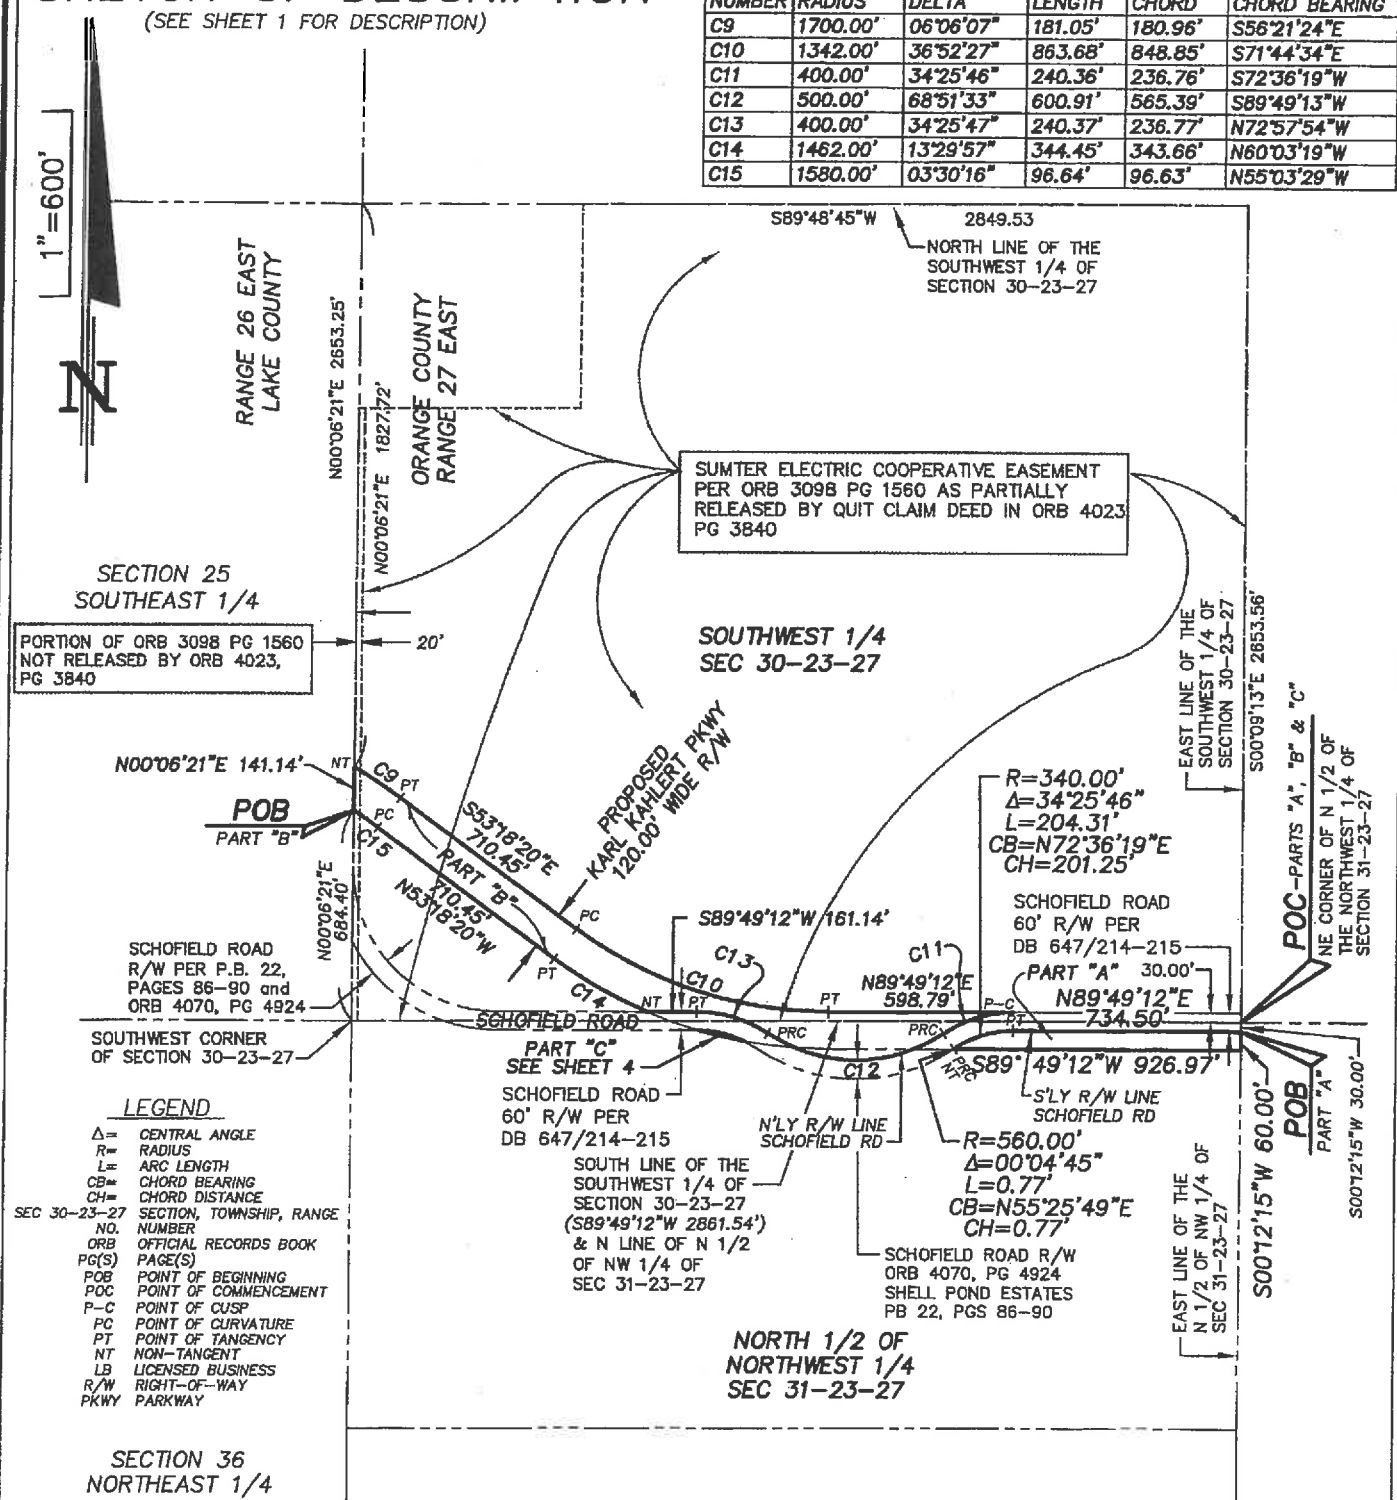 (SEE SHEET 1 FOR DESCRIPTION)
NUMBER RADIUS DELTA LENGTH CHORD CHORD BEARING
C9 1700.00' 06°06'07" 181.05' 180.96' S56°21'24"E
C10 1342.00' 36°52'27" 863.68' 848.85' S71°44'34"E
C11 400.00' 34°25'46" 240.36' 236.76' S72°36'19"W
C12 500.00' 68°51'33" 600.91' 565.39' S89°49'13"W
C13 400.00' 34°25'47" 240.37' 236.77' N72°57'54"W
C14 1462.00' 13°29'57" 344.45' 343.66' N60°03'19"W
C15 1580.00' 03°30'16" 96.64' 96.63' N55°03'29"W
1"=600'
N
RANGE 26 EAST
LAKE COUNTY
N00°06'21"E 2653.25'
N00°06'21"E 1827.72'
ORANGE COUNTY
RANGE 27 EAST
S89°48'45"W 2849.53
NORTH LINE OF THE
SOUTHWEST 1/4 OF
SECTION 30-23-27
SUMTER ELECTRIC COOPERATIVE EASEMENT
PER ORB 3098 PG 1560 AS PARTIALLY
RELEASED BY QUIT CLAIM DEED IN ORB 4023
PG 3840
SECTION 25
SOUTHEAST 1/4
PORTION OF ORB 3098 PG 1560
NOT RELEASED BY ORB 4023,
PG 3840
20'
SOUTHWEST 1/4
SEC 30-23-27
EAST LINE OF THE
SOUTHWEST 1/4 OF
SECTION 30-23-27
S00°09'13"E 2653.56'
POC-PARTS "A", "B" & "C"
NE CORNER OF N 1/2 OF
THE NORTHWEST 1/4 OF
SECTION 31-23-27
N00°06'21"E 141.14'
NT
C9
PT
POB
PART "B"
PC
C15
S53°18'20"E
710.45'
PART "B"
710.45'
N53°18'20"W
PROPOSED
KARL KAHLERT PKWY
120.00' WIDE R/W
PC
PT
N00°06'21"E
684.40'
R=340.00'
Δ=34°25'46"
L=204.31'
CB=N72°36'19"E
CH=201.25'
SCHOFIELD ROAD
60' R/W PER
DB 647/214-215
S89°49'12"W 161.14'
C13
C10
C11
C14
NT
PT
PT
N89°49'12"E
598.79'
PART "A" 30.00'
P-C
PT
N89°49'12"E
734.50'
SCHOFIELD ROAD
R/W PER P.B. 22,
PAGES 86-90 and
ORB 4070, PG 4924
SOUTHWEST CORNER
OF SECTION 30-23-27
SCHOFIELD ROAD
PRC
PRC
PART "C"
SEE SHEET 4
C12
PRC
NT
S89°49'12"W 926.97'
SCHOFIELD ROAD
60' R/W PER
DB 647/214-215
N'LY R/W LINE
SCHOFIELD RD
S'LY R/W LINE
SCHOFIELD RD
POB
PART "A"
S00°12'15"W 60.00'
S00°12'15"W 30.00'
R=560.00'
Δ=00°04'45"
L=0.77'
CB=N55°25'49"E
CH=0.77'
SOUTH LINE OF THE
SOUTHWEST 1/4 OF
SECTION 30-23-27
(S89°49'12"W 2861.54')
& N LINE OF N 1/2
OF NW 1/4 OF
SEC 31-23-27
SCHOFIELD ROAD R/W
ORB 4070, PG 4924
SHELL POND ESTATES
PB 22, PGS 86-90
EAST LINE OF THE
N 1/2 OF NW 1/4 OF
SEC 31-23-27
LEGEND
Δ= CENTRAL ANGLE
R= RADIUS
L= ARC LENGTH
CB= CHORD BEARING
CH= CHORD DISTANCE
SEC 30-23-27 SECTION, TOWNSHIP, RANGE
NO. NUMBER
ORB OFFICIAL RECORDS BOOK
PG(S) PAGE(S)
POB POINT OF BEGINNING
POC POINT OF COMMENCEMENT
P-C POINT OF CUSP
PC POINT OF CURVATURE
PT POINT OF TANGENCY
NT NON-TANGENT
LB LICENSED BUSINESS
R/W RIGHT-OF-WAY
PKWY PARKWAY
NORTH 1/2 OF
NORTHWEST 1/4
SEC 31-23-27
SECTION 36
NORTHEAST 1/4